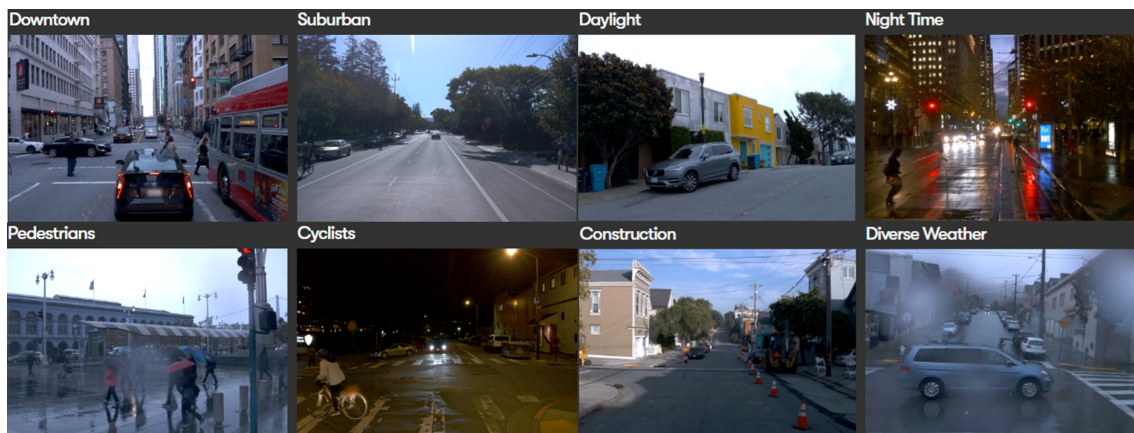 Downtown
Suburban
Daylight
Night Time
Pedestrians
Cyclists
Construction
Diverse Weather